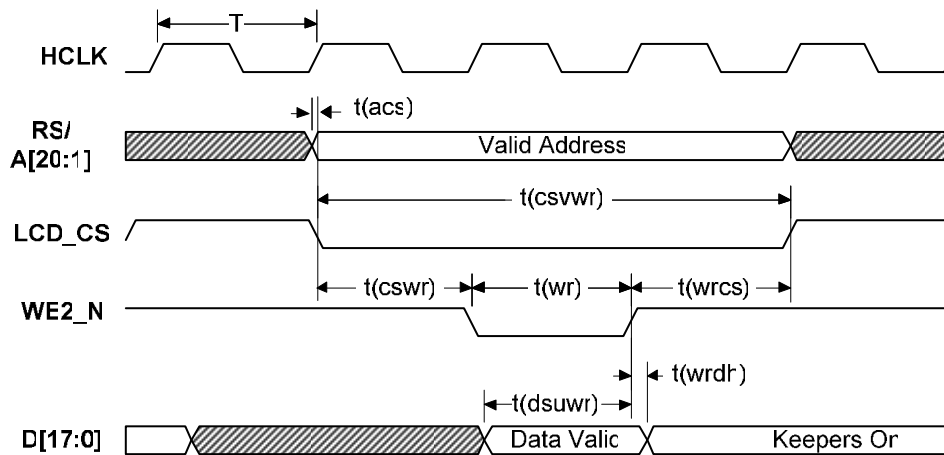 T
HCLK
t(acs)
RS/
A[20:1]
Valid Address
t(csvwr)
LCD_CS
t(cswr)
t(wr)
t(wrcs)
WE2_N
t(wrdh)
t(dsuwr)
D[17:0]
Data Valid
Keepers On